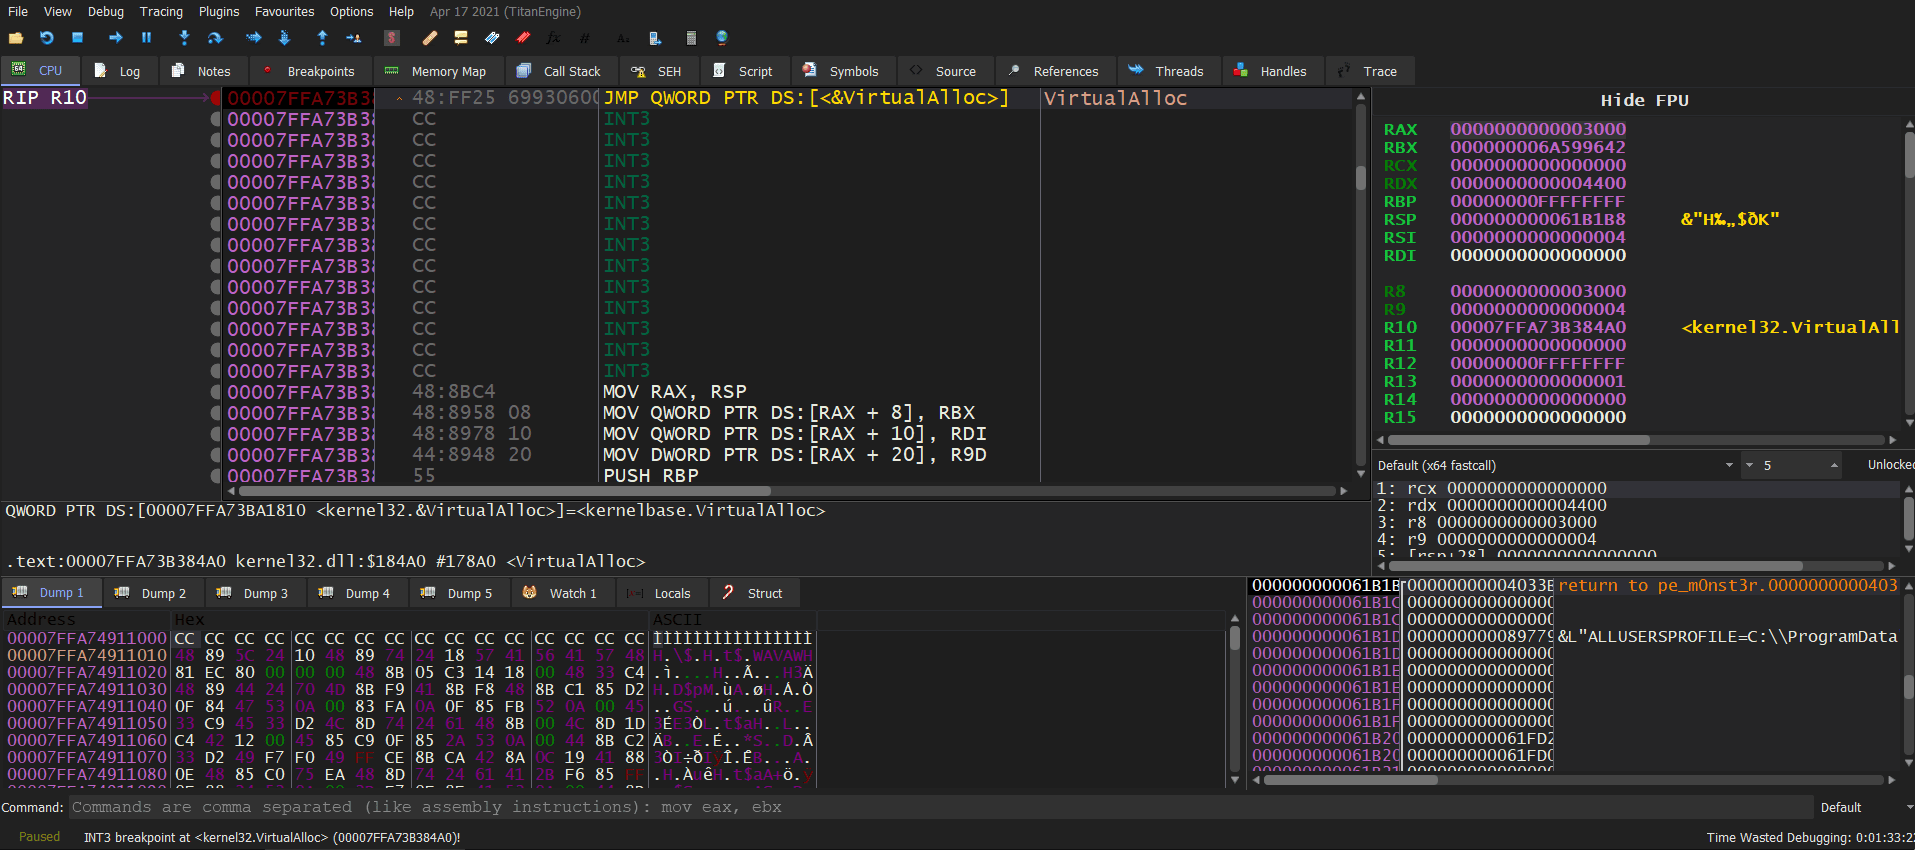 File View Debug Tracing Plugins Favourites Options Help Apr 17 2021 (TitanEngine)
CPU Log Notes Breakpoints Memory Map Call Stack SEH Script Symbols Source References Threads Handles Trace
RIP R10
00007FFA73B3 48:FF25 69930600 JMP QWORD PTR DS:[<&VirtualAlloc>] VirtualAlloc
00007FFA73B3 CC INT3
00007FFA73B3 CC INT3
00007FFA73B3 CC INT3
00007FFA73B3 CC INT3
00007FFA73B3 CC INT3
00007FFA73B3 CC INT3
00007FFA73B3 CC INT3
00007FFA73B3 CC INT3
00007FFA73B3 CC INT3
00007FFA73B3 CC INT3
00007FFA73B3 CC INT3
00007FFA73B3 CC INT3
00007FFA73B3 CC INT3
00007FFA73B3 48:8BC4 MOV RAX, RSP
00007FFA73B3 48:8958 08 MOV QWORD PTR DS:[RAX + 8], RBX
00007FFA73B3 48:8978 10 MOV QWORD PTR DS:[RAX + 10], RDI
00007FFA73B3 44:8948 20 MOV DWORD PTR DS:[RAX + 20], R9D
00007FFA73B3 55 PUSH RBP
Hide FPU
RAX 0000000000003000
RBX 000000006A599642
RCX 0000000000000000
RDX 0000000000004400
RBP 00000000FFFFFFFF
RSP 000000000061B1B8 &"H‰„$ðK"
RSI 0000000000000004
RDI 0000000000000000
R8 0000000000003000
R9 0000000000000004
R10 00007FFA73B384A0 <kernel32.VirtualAll
R11 0000000000000000
R12 00000000FFFFFFFF
R13 0000000000000001
R14 0000000000000000
R15 0000000000000000
Default (x64 fastcall) 5 Unlocked
1: rcx 0000000000000000
2: rdx 0000000000004400
3: r8 0000000000003000
4: r9 0000000000000004
5: [rsp+28] 0000000000000000
QWORD PTR DS:[00007FFA73BA1810 <kernel32.&VirtualAlloc>]=<kernelbase.VirtualAlloc>
.text:00007FFA73B384A0 kernel32.dll:$184A0 #178A0 <VirtualAlloc>
Dump 1 Dump 2 Dump 3 Dump 4 Dump 5 Watch 1 Locals Struct
Address Hex ASCII
00007FFA74911000 CC CC CC CC CC CC CC CC CC CC CC CC CC CC CC CC ÌÌÌÌÌÌÌÌÌÌÌÌÌÌÌÌ
00007FFA74911010 48 89 5C 24 10 48 89 74 24 18 57 41 56 41 57 48 H.\$.H.t$.WAVAWH
00007FFA74911020 81 EC 80 00 00 00 48 8B 05 C3 14 18 00 48 33 C4 .ì....H..Ã...H3Ä
00007FFA74911030 48 89 44 24 70 4D 8B F9 41 8B F8 48 8B C1 85 D2 H.D$pM.ùA.øH.Á.Ò
00007FFA74911040 0F 84 47 53 0A 00 83 FA 0A 0F 85 FB 52 0A 00 45 ..GS...ú...ûR..E
00007FFA74911050 33 C9 45 33 D2 4C 8D 74 24 61 48 8B 00 4C 8D 1D 3ÉE3ÒL.t$aH..L..
00007FFA74911060 C4 42 12 00 45 85 C9 0F 85 2A 53 0A 00 44 8B C2 ÄB..E.É..*S..D.Â
00007FFA74911070 33 D2 49 F7 F0 49 FF CE 8B CA 42 8A 0C 19 41 88 3ÒI÷ðIÿÎ.ÊB...A.
00007FFA74911080 0E 48 85 C0 75 EA 48 8D 74 24 61 41 2B F6 85 FF .H.ÀuêH.t$aA+ö.ÿ
000000000061B1B 00000000004033B return to pe_m0nst3r.0000000000403
000000000061B1C 000000000000000
000000000061B1C 000000000000000
000000000061B1D 000000000089779 &L"ALLUSERSPROFILE=C:\\ProgramData
000000000061B1D 000000000000000
000000000061B1E 000000000000000
000000000061B1E 000000000000000
000000000061B1F 000000000000000
000000000061B1F 000000000000000
000000000061B20 00000000061FD2
000000000061B20 00000000061FD0
000000000061B21 000000000000000
Command: Commands are comma separated (like assembly instructions): mov eax, ebx Default
Paused INT3 breakpoint at <kernel32.VirtualAlloc> (00007FFA73B384A0)! Time Wasted Debugging: 0:01:33:2